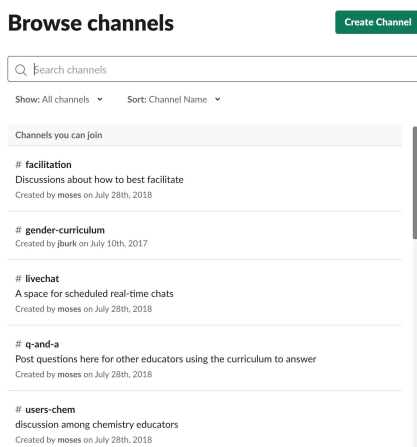 Browse channels
Create Channel
Search channels
Show: All channels Sort: Channel Name
Channels you can join
# facilitation
Discussions about how to best facilitate
Created by moses on July 28th, 2018
# gender-curriculum
Created by jburk on July 10th, 2017
# livechat
A space for scheduled real-time chats
Created by moses on July 28th, 2018
# q-and-a
Post questions here for other educators using the curriculum to answer
Created by moses on July 28th, 2018
# users-chem
discussion among chemistry educators
Created by moses on July 28th, 2018